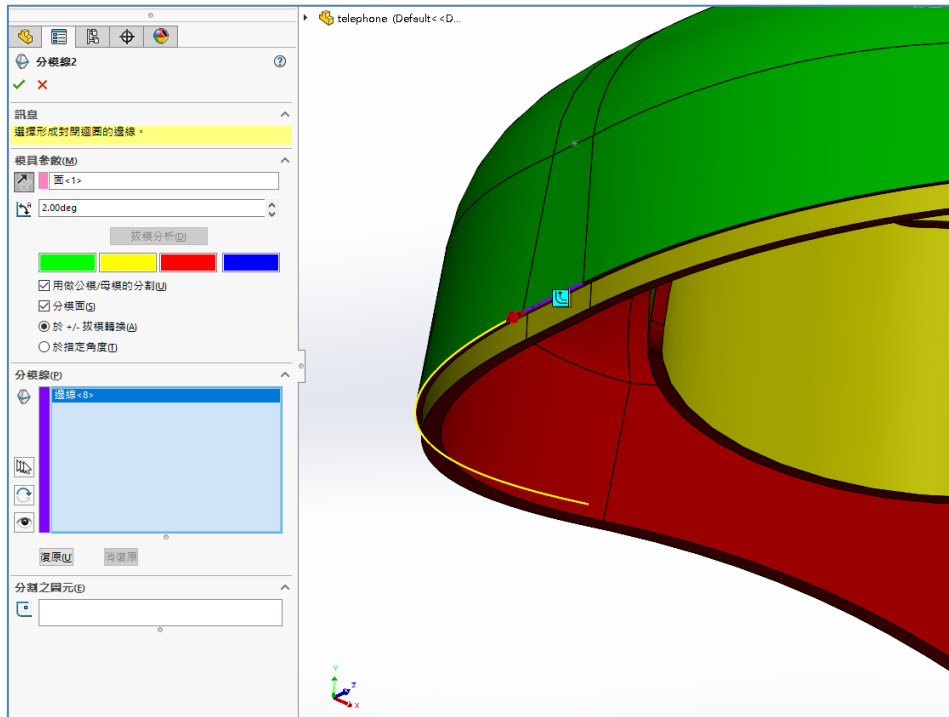 telephone (Default<<D...
分模線2
訊息
選擇形成封閉迴圈的邊線。
模具參數(M)
面<1>
2.00deg
拔模分析(D)
用做公模/母模的分割(U)
分模面(S)
於 +/- 拔模轉換(A)
於指定角度(T)
分模線(P)
邊線<8>
復原(U)
消復原
分割之圖元(E)
Y
Z
X